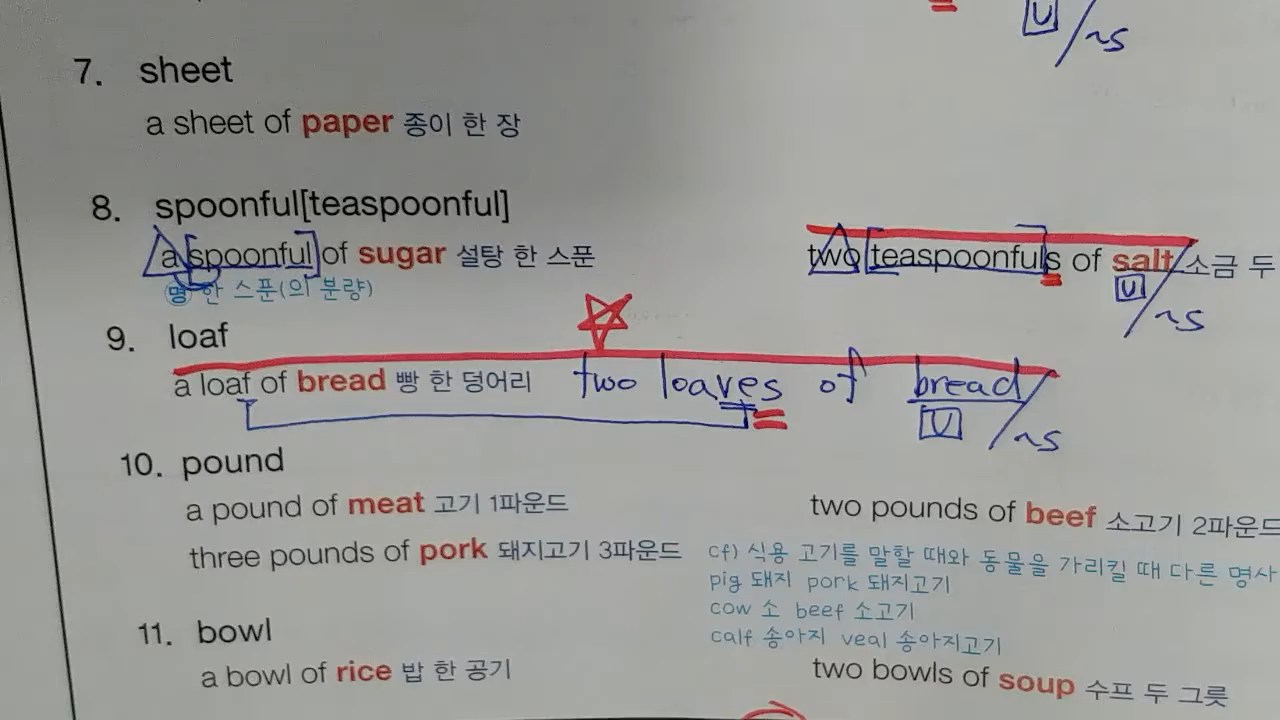 U /~s
7. sheet
a sheet of paper 종이 한 장
8. spoonful[teaspoonful]
a spoonful of sugar 설탕 한 스푼
two teaspoonfuls of salt 소금 두
명 한 스푼(의 분량)
U /~s
9. loaf
a loaf of bread 빵 한 덩어리 two loaves of bread
U /~s
10. pound
a pound of meat 고기 1파운드
two pounds of beef 소고기 2파운드
three pounds of pork 돼지고기 3파운드
cf) 식용 고기를 말할 때와 동물을 가리킬 때 다른 명사
pig 돼지 pork 돼지고기
cow 소 beef 소고기
calf 송아지 veal 송아지고기
11. bowl
a bowl of rice 밥 한 공기
two bowls of soup 수프 두 그릇